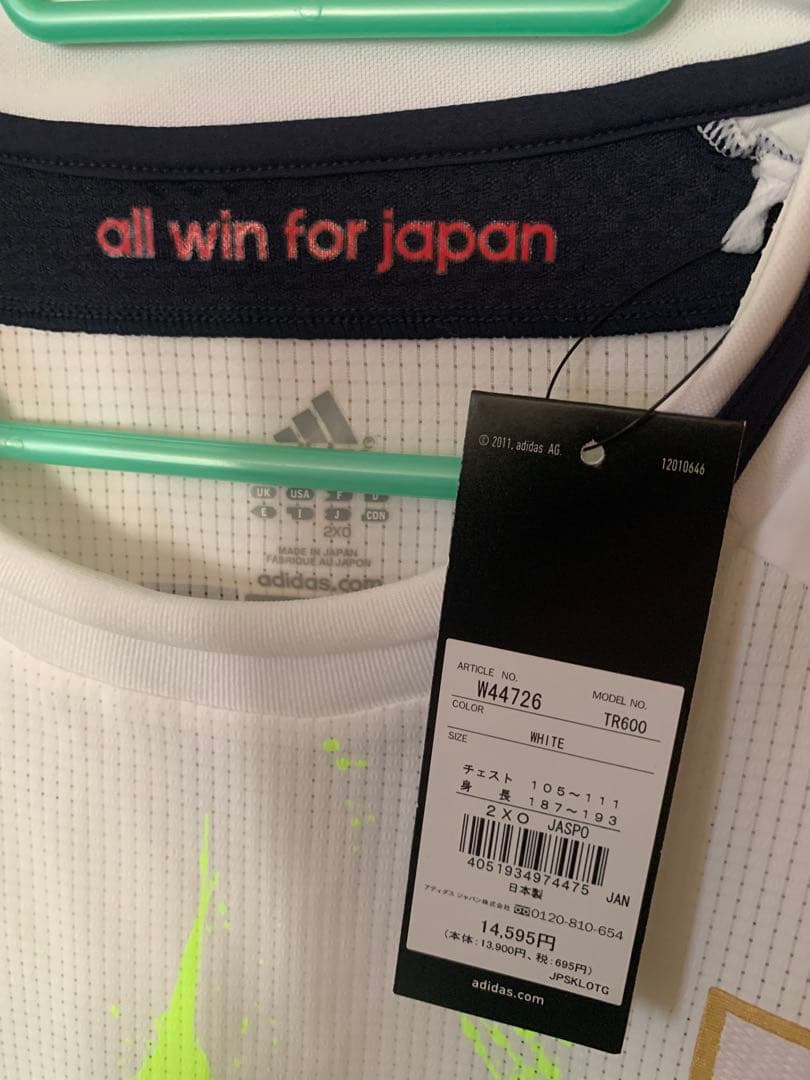 all win for japan
© 2011. adidas AG.
12010646
UK USA F D
E I J CDN
2XO
MADE IN JAPAN
FABRIQUE AU JAPON
adidas.com
ARTICLE NO.
W44726
MODEL NO.
TR600
COLOR
WHITE
SIZE
チェスト 105～111
身 長 187～193
2XO JASPO
4051934974475 JAN
日本製
アディダス ジャパン株式会社 0120-810-654
14,595円
(本体:13,900円、税:695円)
JPSKLOTG
adidas.com